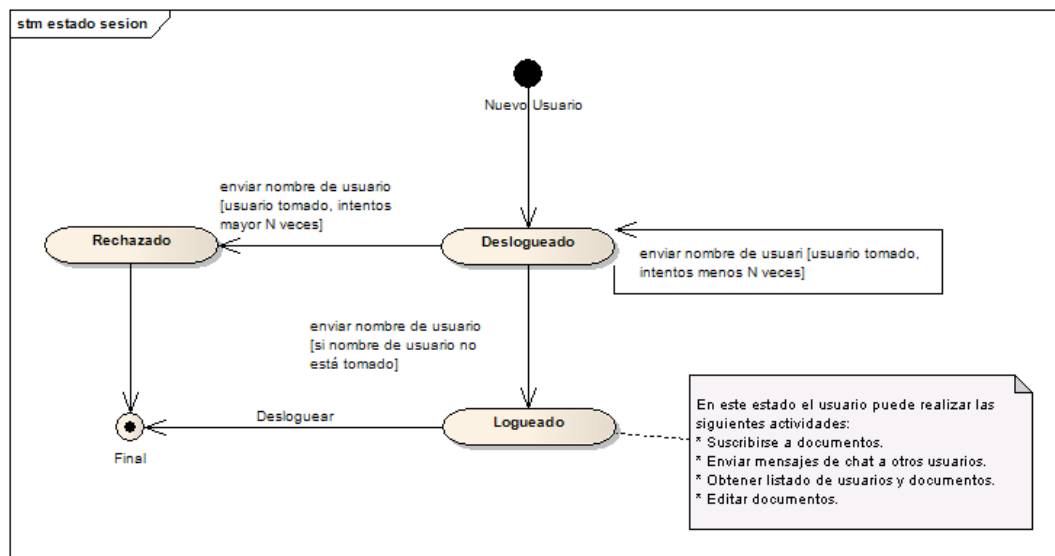 stm estado sesion
Nuevo Usuario
enviar nombre de usuario
[usuario tomado, intentos
mayor N veces]
Rechazado
Deslogueado
enviar nombre de usuari [usuario tomado,
intentos menos N veces]
enviar nombre de usuario
[si nombre de usuario no
está tomado]
Desloguear
Logueado
Final
En este estado el usuario puede realizar las
siguientes actividades:
* Suscribirse a documentos.
* Enviar mensajes de chat a otros usuarios.
* Obtener listado de usuarios y documentos.
* Editar documentos.